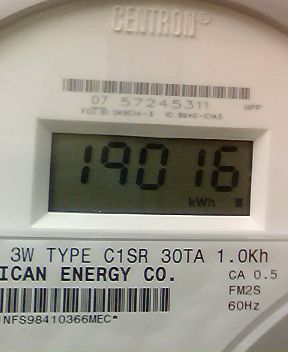 CENTRON®
07 57245311
HPP
19016
kWh
3W TYPE C1SR 30TA 1.0Kh
ICAN ENERGY CO.
CA 0.5
FM2S
60Hz
NFS98410366MEC*